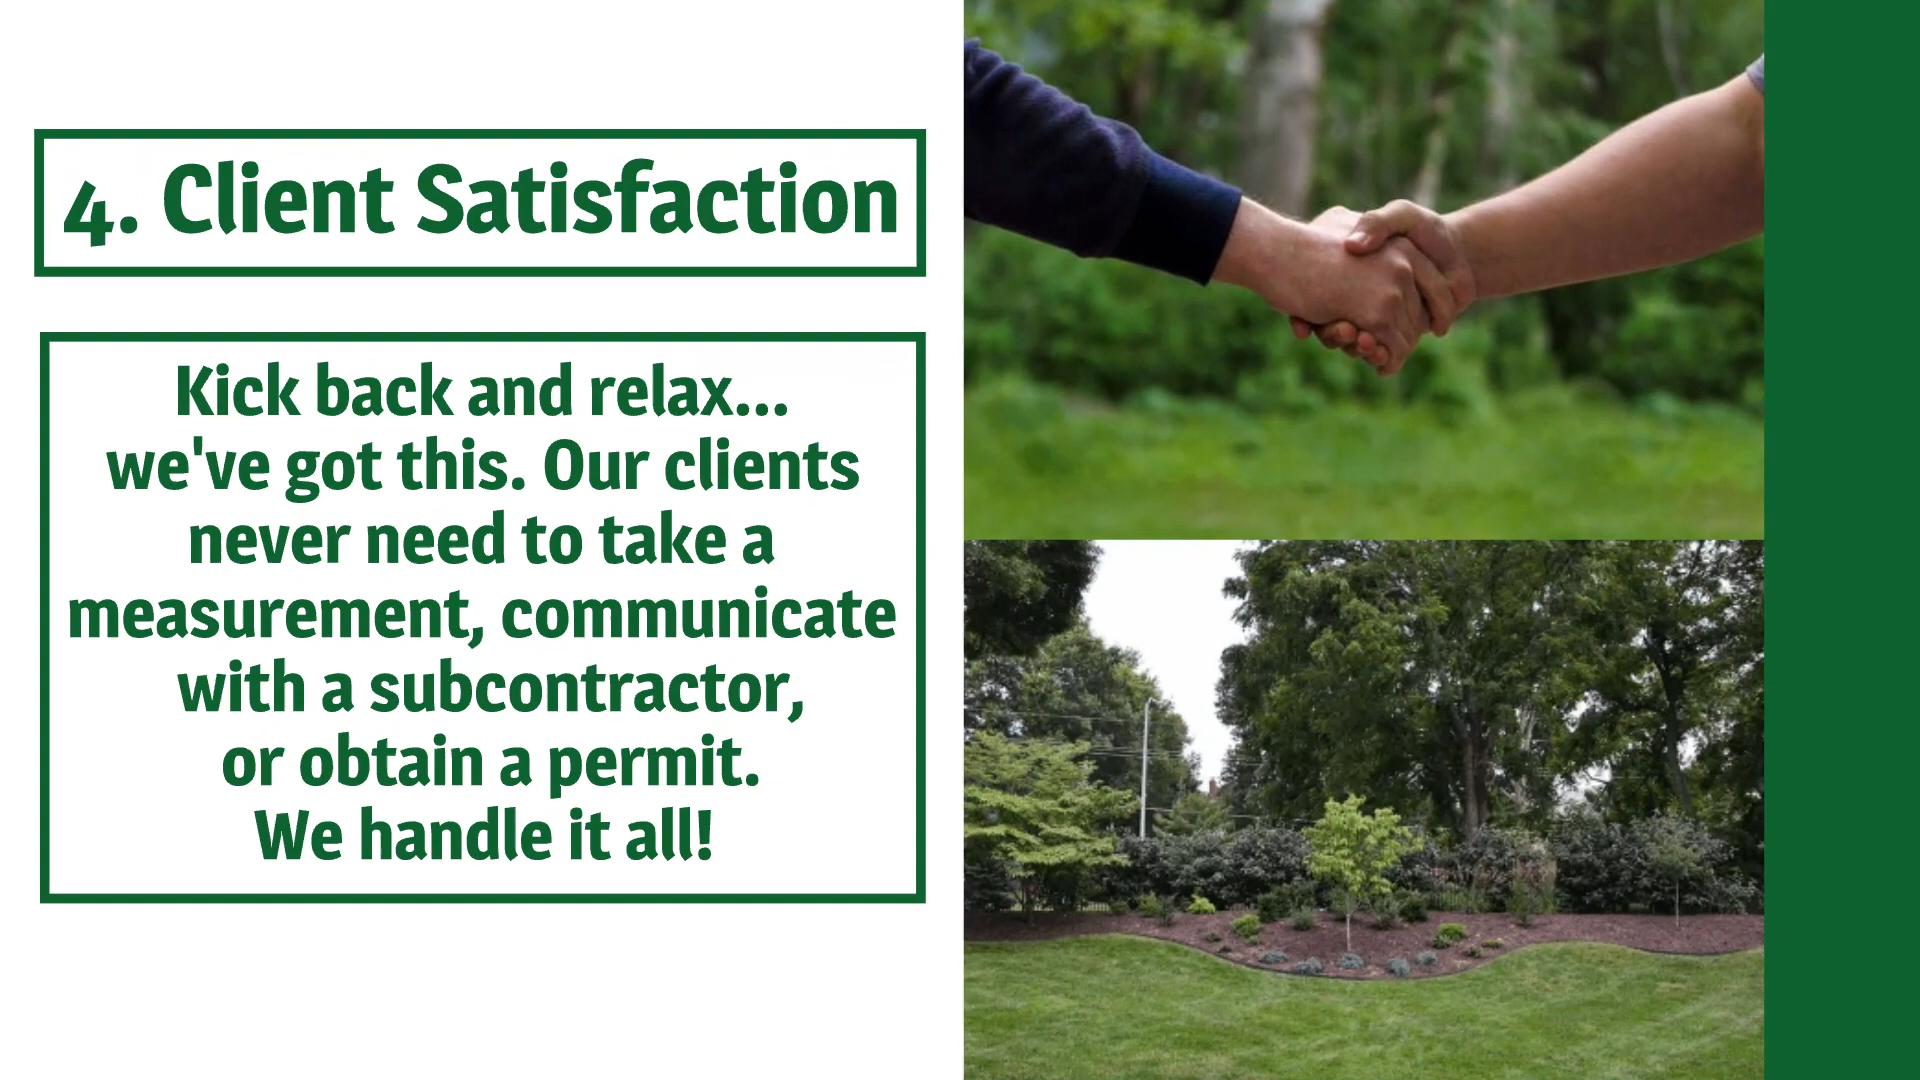 4. Client Satisfaction
Kick back and relax...
we've got this. Our clients
never need to take a
measurement, communicate
with a subcontractor,
or obtain a permit.
We handle it all!